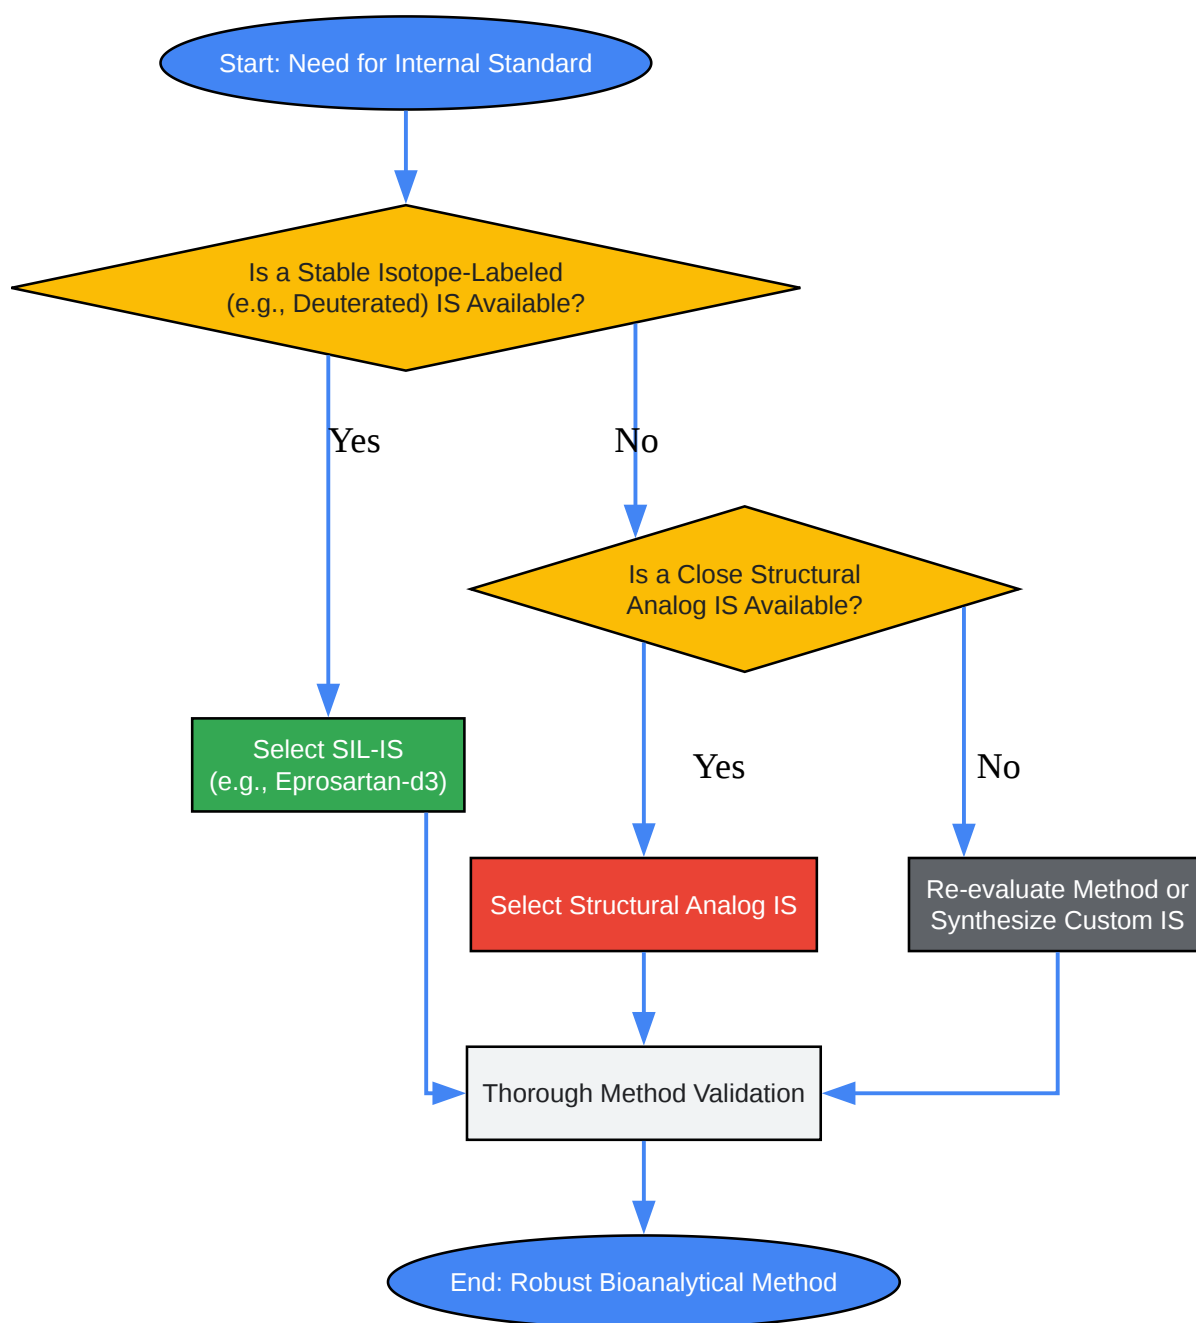 Start: Need for Internal Standard
Is a Stable Isotope-Labeled
(e.g., Deuterated) IS Available?
Yes
No
Is a Close Structural
Analog IS Available?
Select SIL-IS
(e.g., Eprosartan-d3)
Yes
No
Select Structural Analog IS
Re-evaluate Method or
Synthesize Custom IS
Thorough Method Validation
End: Robust Bioanalytical Method